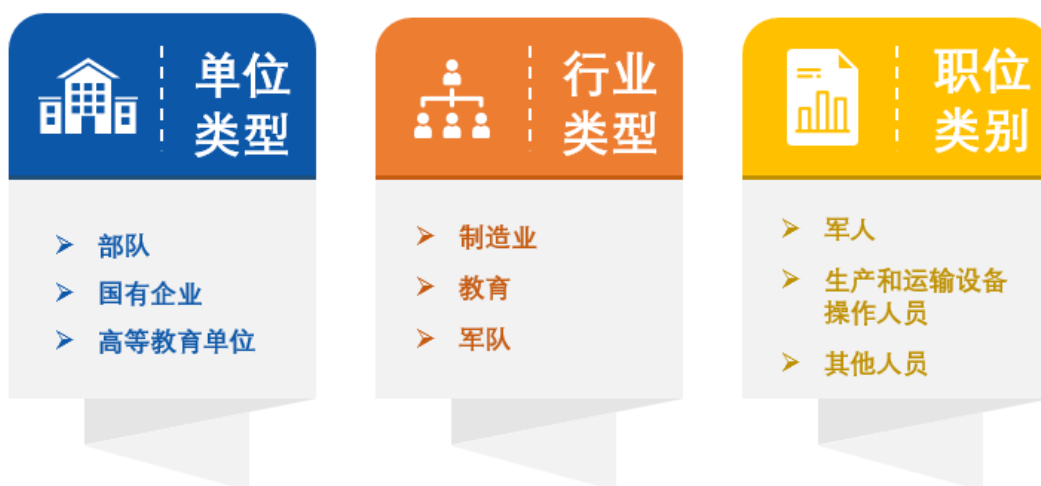 单位
类型
部队
国有企业
高等教育单位
行业
类型
制造业
教育
军队
职位
类别
军人
生产和运输设备
操作人员
其他人员